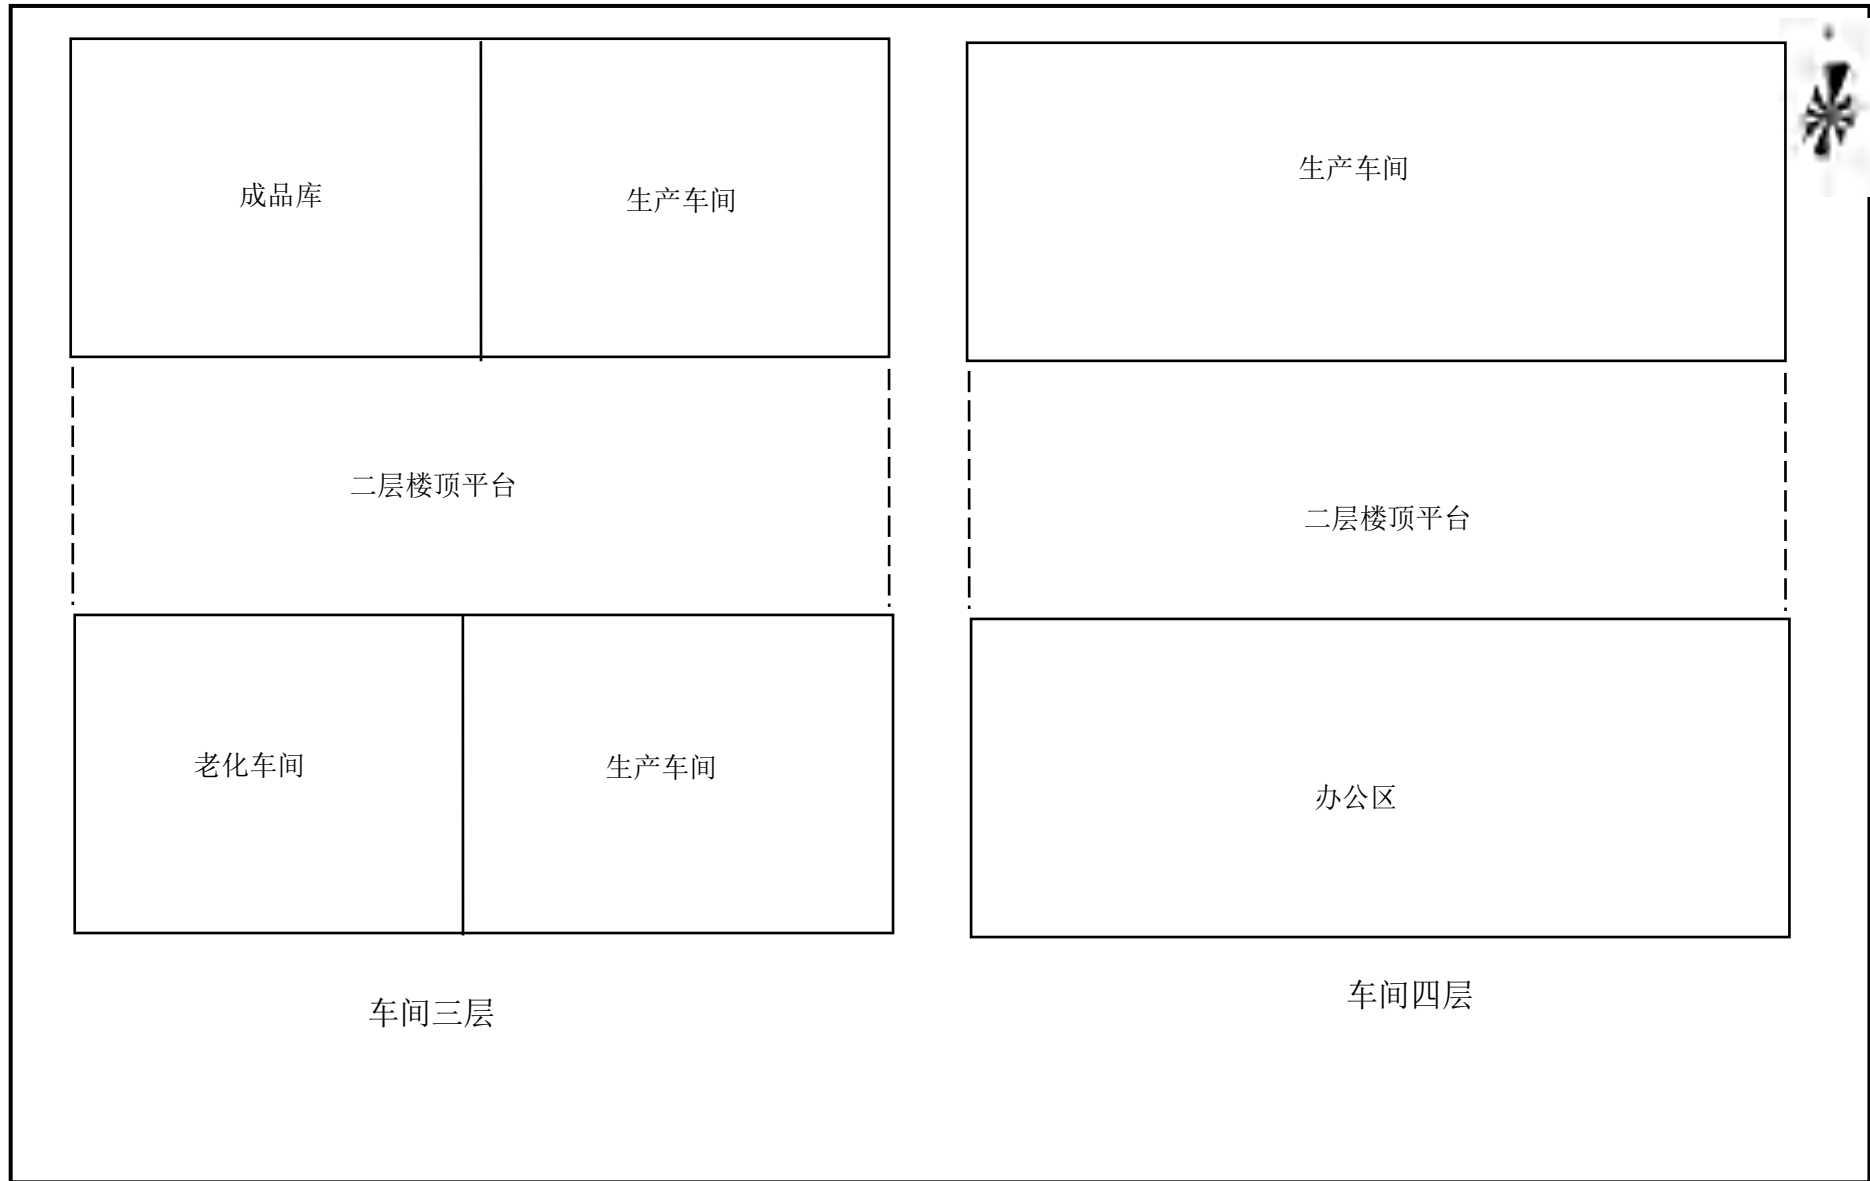 成品库
生产车间
二层楼顶平台
老化车间
生产车间
车间三层
生产车间
二层楼顶平台
办公区
车间四层